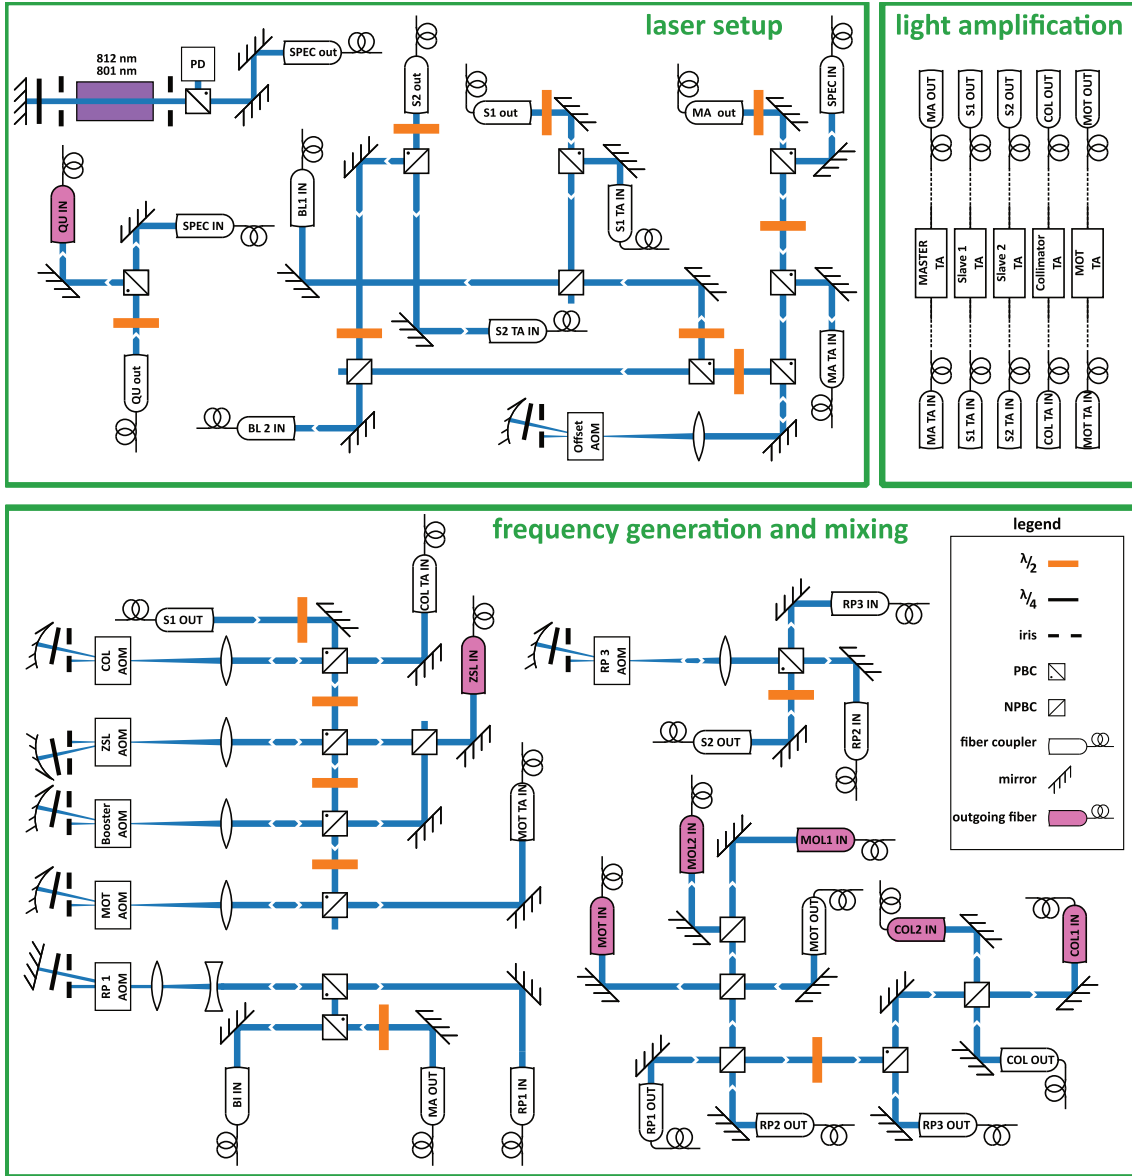 laser setup
812 nm
801 nm
PD
SPEC out
S2 out
S1 out
MA out
SPEC IN
QU IN
SPEC IN
BL1 IN
S1 TA IN
S2 TA IN
MA TA IN
QU out
BL 2 IN
Offset
AOM
light amplification
MA OUT
S1 OUT
S2 OUT
COL OUT
MOT OUT
MASTER
TA
Slave 1
TA
Slave 2
TA
Collimator
TA
MOT
TA
MA TA IN
S1 TA IN
S2 TA IN
COL TA IN
MOT TA IN
frequency generation and mixing
S1 OUT
COL TA IN
ZSL IN
COL
AOM
ZSL
AOM
Booster
AOM
MOT
AOM
MOT TA IN
RP 1
AOM
BI IN
MA OUT
RP1 IN
RP3 IN
RP 3
AOM
S2 OUT
RP2 IN
MOL2 IN
MOL1 IN
MOT IN
MOT OUT
COL2 IN
COL1 IN
COL OUT
RP1 OUT
RP2 OUT
RP3 OUT
legend
λ/2
λ/4
iris
PBC
NPBC
fiber coupler
mirror
outgoing fiber